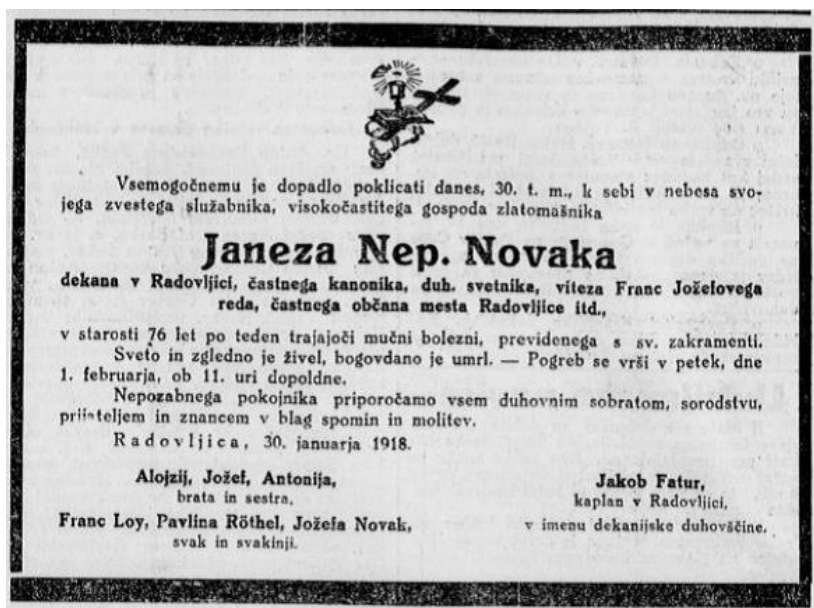 Vsemogočnemu je dopadlo poklicati danes, 30. t. m., k sebi v nebesa svo-
jega zvestega služabnika, visokočastitega gospoda zlatomašnika
Janeza Nep. Novaka
dekana v Radovljici, častnega kanonika, duh. svetnika, viteza Franc Jožefovega
reda, častnega občana mesta Radovljice itd.,
v starosti 76 let po teden trajajoči mučni bolezni, previdenega s sv. zakramenti.
Sveto in zgledno je živel, bogovdano je umrl. — Pogreb se vrši v petek, dne
1. februarja, ob 11. uri dopoldne.
Nepozabnega pokojnika priporočamo vsem duhovnim sobratom, sorodstvu,
prijateljem in znancem v blag spomin in molitev.
Radovljica, 30. januarja 1918.
Alojzij, Jožef, Antonija,
brata in sestra.
Franc Loy, Pavlina Röthel, Jožefa Novak,
svak in svakinji.
Jakob Fatur,
kaplan v Radovljici,
v imenu dekanijske duhovščine.